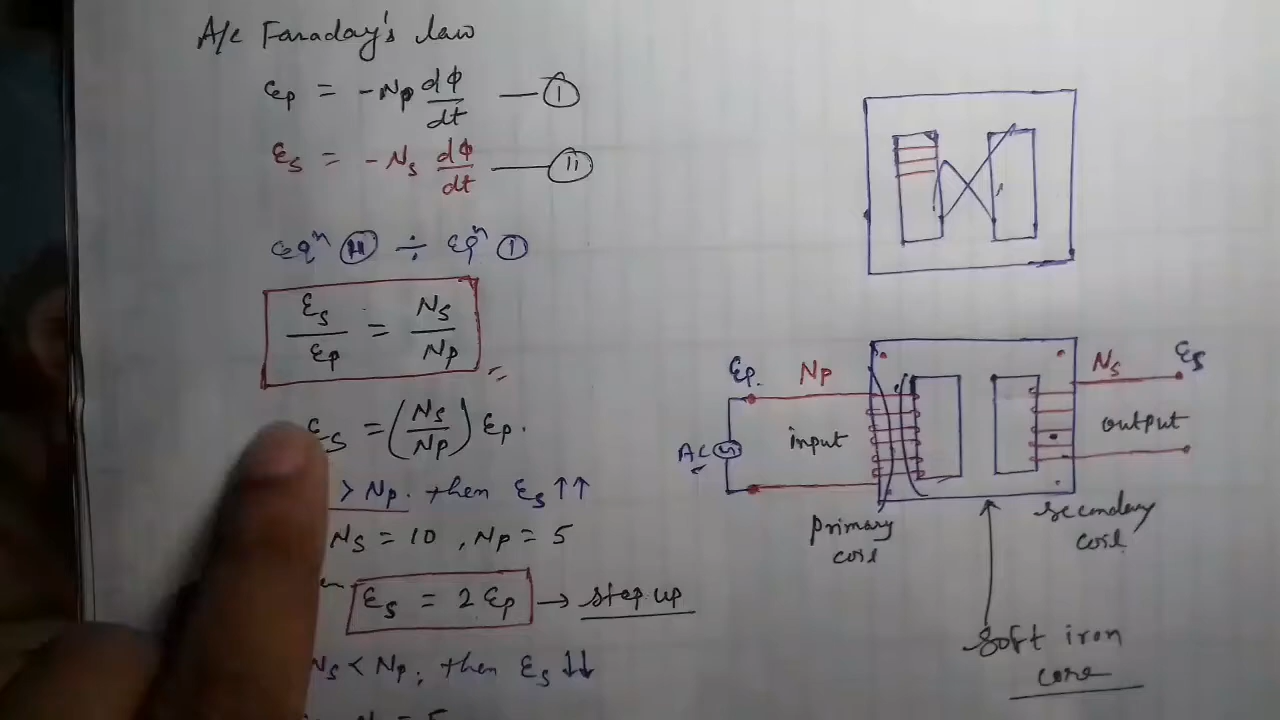 A/c Faraday's law
εp = -Np dΦ/dt — I
εs = -Ns dΦ/dt — II
eqⁿ II ÷ eqⁿ I
εs/εp = Ns/Np
εs = (Ns/Np) εp.
> Np. then εs ↑↑
Ns = 10 , Np = 5
εs = 2 εp → step up
Ns < Np, then εs ↓↓
εp.
Np
Ns
εs
AC
input
output
primary
coil
secondary
coil
soft iron
core